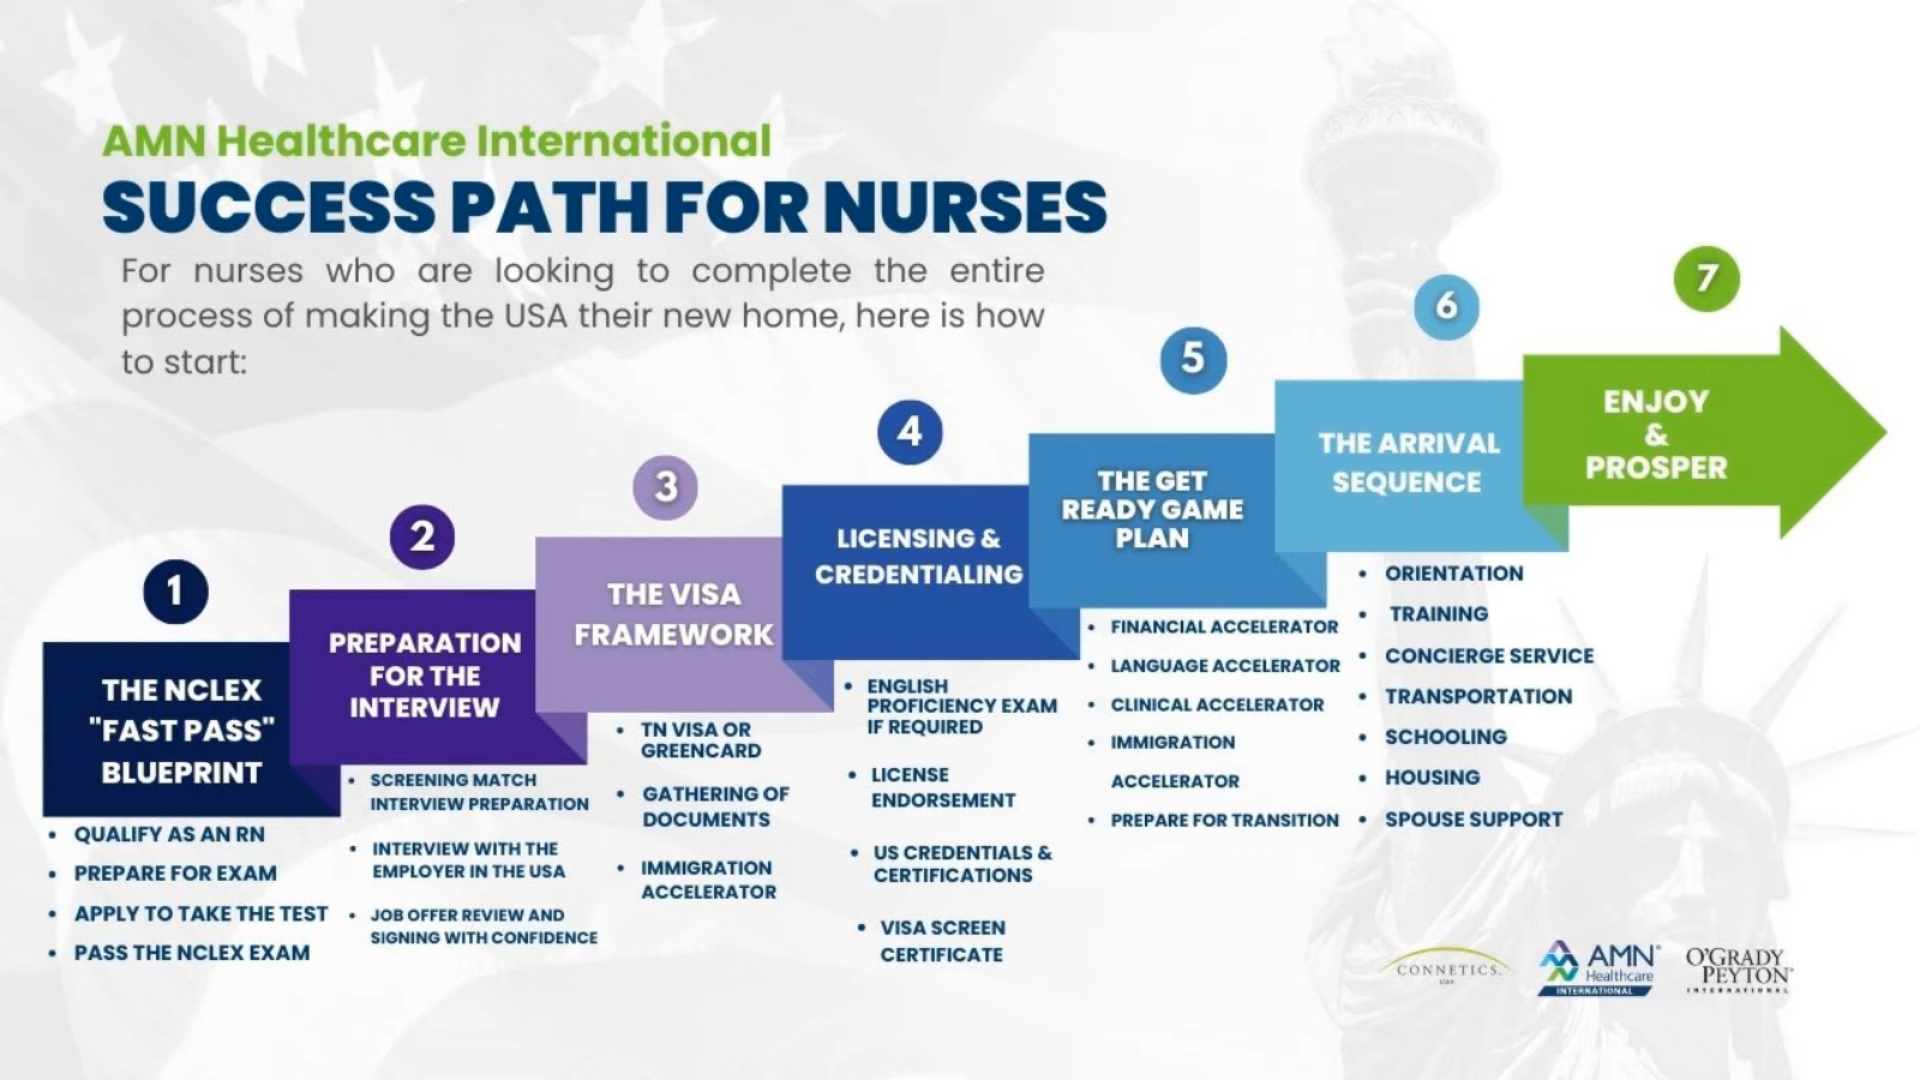 AMN Healthcare International
SUCCESS PATH FOR NURSES
For nurses who are looking to complete the entire
process of making the USA their new home, here is how
to start:
1
THE NCLEX
"FAST PASS"
BLUEPRINT
• QUALIFY AS AN RN
• PREPARE FOR EXAM
• APPLY TO TAKE THE TEST
• PASS THE NCLEX EXAM
2
PREPARATION
FOR THE
INTERVIEW
• SCREENING MATCH
INTERVIEW PREPARATION
• INTERVIEW WITH THE
EMPLOYER IN THE USA
• JOB OFFER REVIEW AND
SIGNING WITH CONFIDENCE
3
THE VISA
FRAMEWORK
• TN VISA OR
GREENCARD
• GATHERING OF
DOCUMENTS
• IMMIGRATION
ACCELERATOR
4
LICENSING &
CREDENTIALING
• ENGLISH
PROFICIENCY EXAM
IF REQUIRED
• LICENSE
ENDORSEMENT
• US CREDENTIALS &
CERTIFICATIONS
• VISA SCREEN
CERTIFICATE
5
THE GET
READY GAME
PLAN
• FINANCIAL ACCELERATOR
• LANGUAGE ACCELERATOR
• CLINICAL ACCELERATOR
• IMMIGRATION
ACCELERATOR
• PREPARE FOR TRANSITION
6
THE ARRIVAL
SEQUENCE
• ORIENTATION
• TRAINING
• CONCIERGE SERVICE
• TRANSPORTATION
• SCHOOLING
• HOUSING
• SPOUSE SUPPORT
7
ENJOY
&
PROSPER
CONNETICS
USA
AMN®
Healthcare
INTERNATIONAL
O'GRADY
PEYTON
INTERNATIONAL